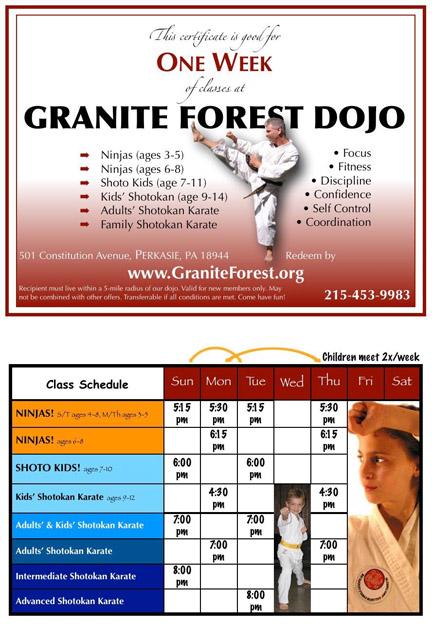 This certificate is good for
ONE WEEK
of classes at
GRANITE FOREST DOJO
Ninjas (ages 3-5)
Ninjas (ages 6-8)
Shoto Kids (age 7-11)
Kids' Shotokan (age 9-14)
Adults' Shotokan Karate
Family Shotokan Karate
• Focus
• Fitness
• Discipline
• Confidence
• Self Control
• Coordination
501 Constitution Avenue, PERKASIE, PA 18944 Redeem by
www.GraniteForest.org
Recipient must live within a 5-mile radius of our dojo. Valid for new members only. May
not be combined with other offers. Transferrable if all conditions are met. Come have fun!
215-453-9983
Children meet 2x/week
Class Schedule Sun Mon Tue Wed Thu Fri Sat
NINJAS! S/T ages 4-8, M/Th ages 3-5 5:15 pm 5:30 pm 5:15 pm 5:30 pm
NINJAS! ages 6-8 6:15 pm 6:15 pm
SHOTO KIDS! ages 7-10 6:00 pm 6:00 pm
Kids' Shotokan Karate ages 9-12 4:30 pm 4:30 pm
Adults' & Kids' Shotokan Karate 7:00 pm 7:00 pm
Adults' Shotokan Karate 7:00 pm 7:00 pm
Intermediate Shotokan Karate 8:00 pm
Advanced Shotokan Karate 8:00 pm